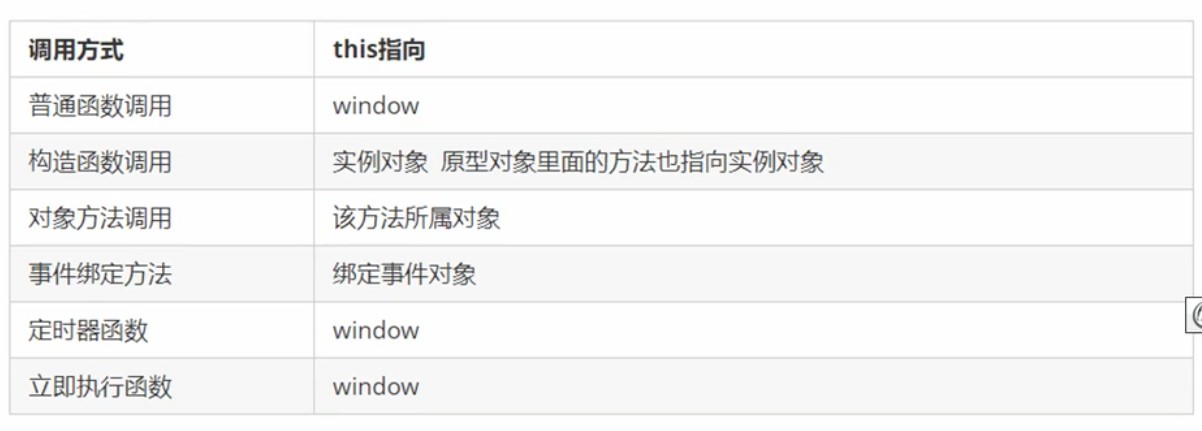 调用方式 this指向
普通函数调用 window
构造函数调用 实例对象 原型对象里面的方法也指向实例对象
对象方法调用 该方法所属对象
事件绑定方法 绑定事件对象
定时器函数 window
立即执行函数 window